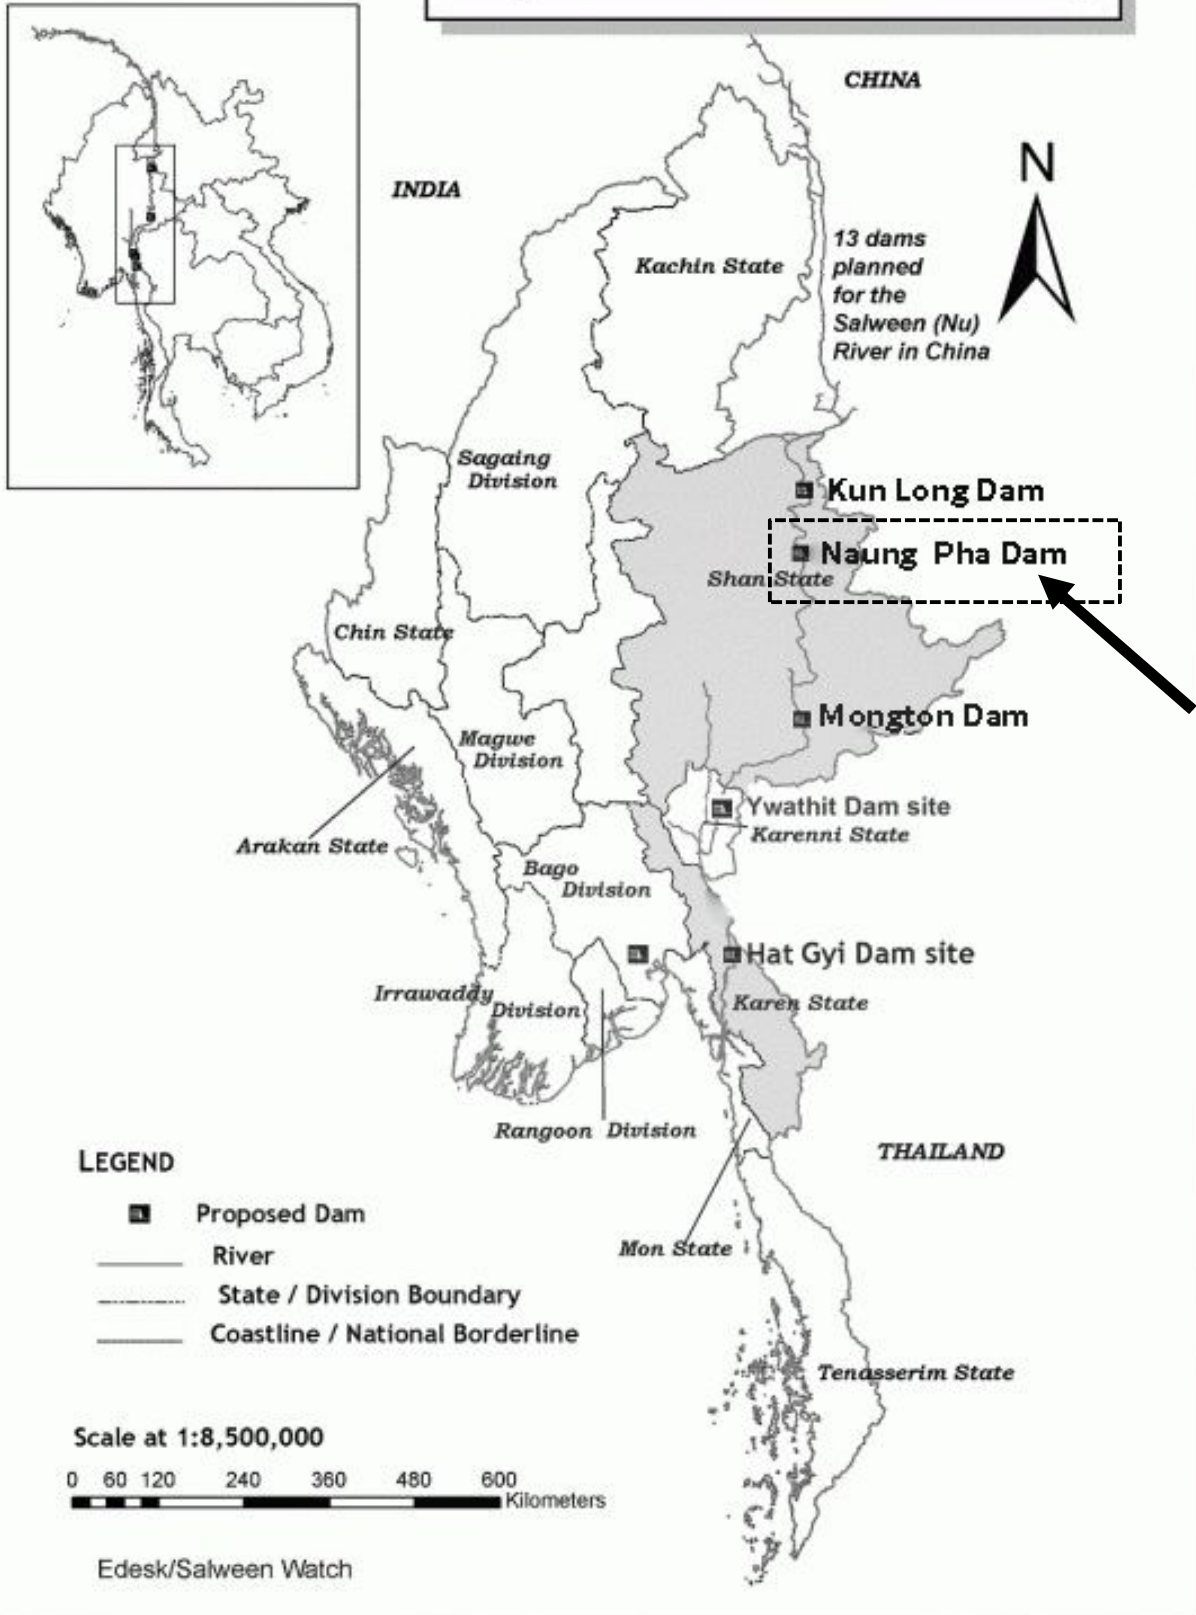 CHINA
N
INDIA
13 dams
planned
for the
Salween (Nu)
River in China
Kachin State
Sagaing
Division
Kun Long Dam
Naung Pha Dam
Shan State
Chin State
Mongton Dam
Magwe
Division
Ywathit Dam site
Karenni State
Arakan State
Bago
Division
Hat Gyi Dam site
Irrawaddy
Division
Karen State
Rangoon Division
THAILAND
LEGEND
Proposed Dam
River
State / Division Boundary
Coastline / National Borderline
Mon State
Tenasserim State
Scale at 1:8,500,000
0 60 120 240 360 480 600
Kilometers
Edesk/Salween Watch